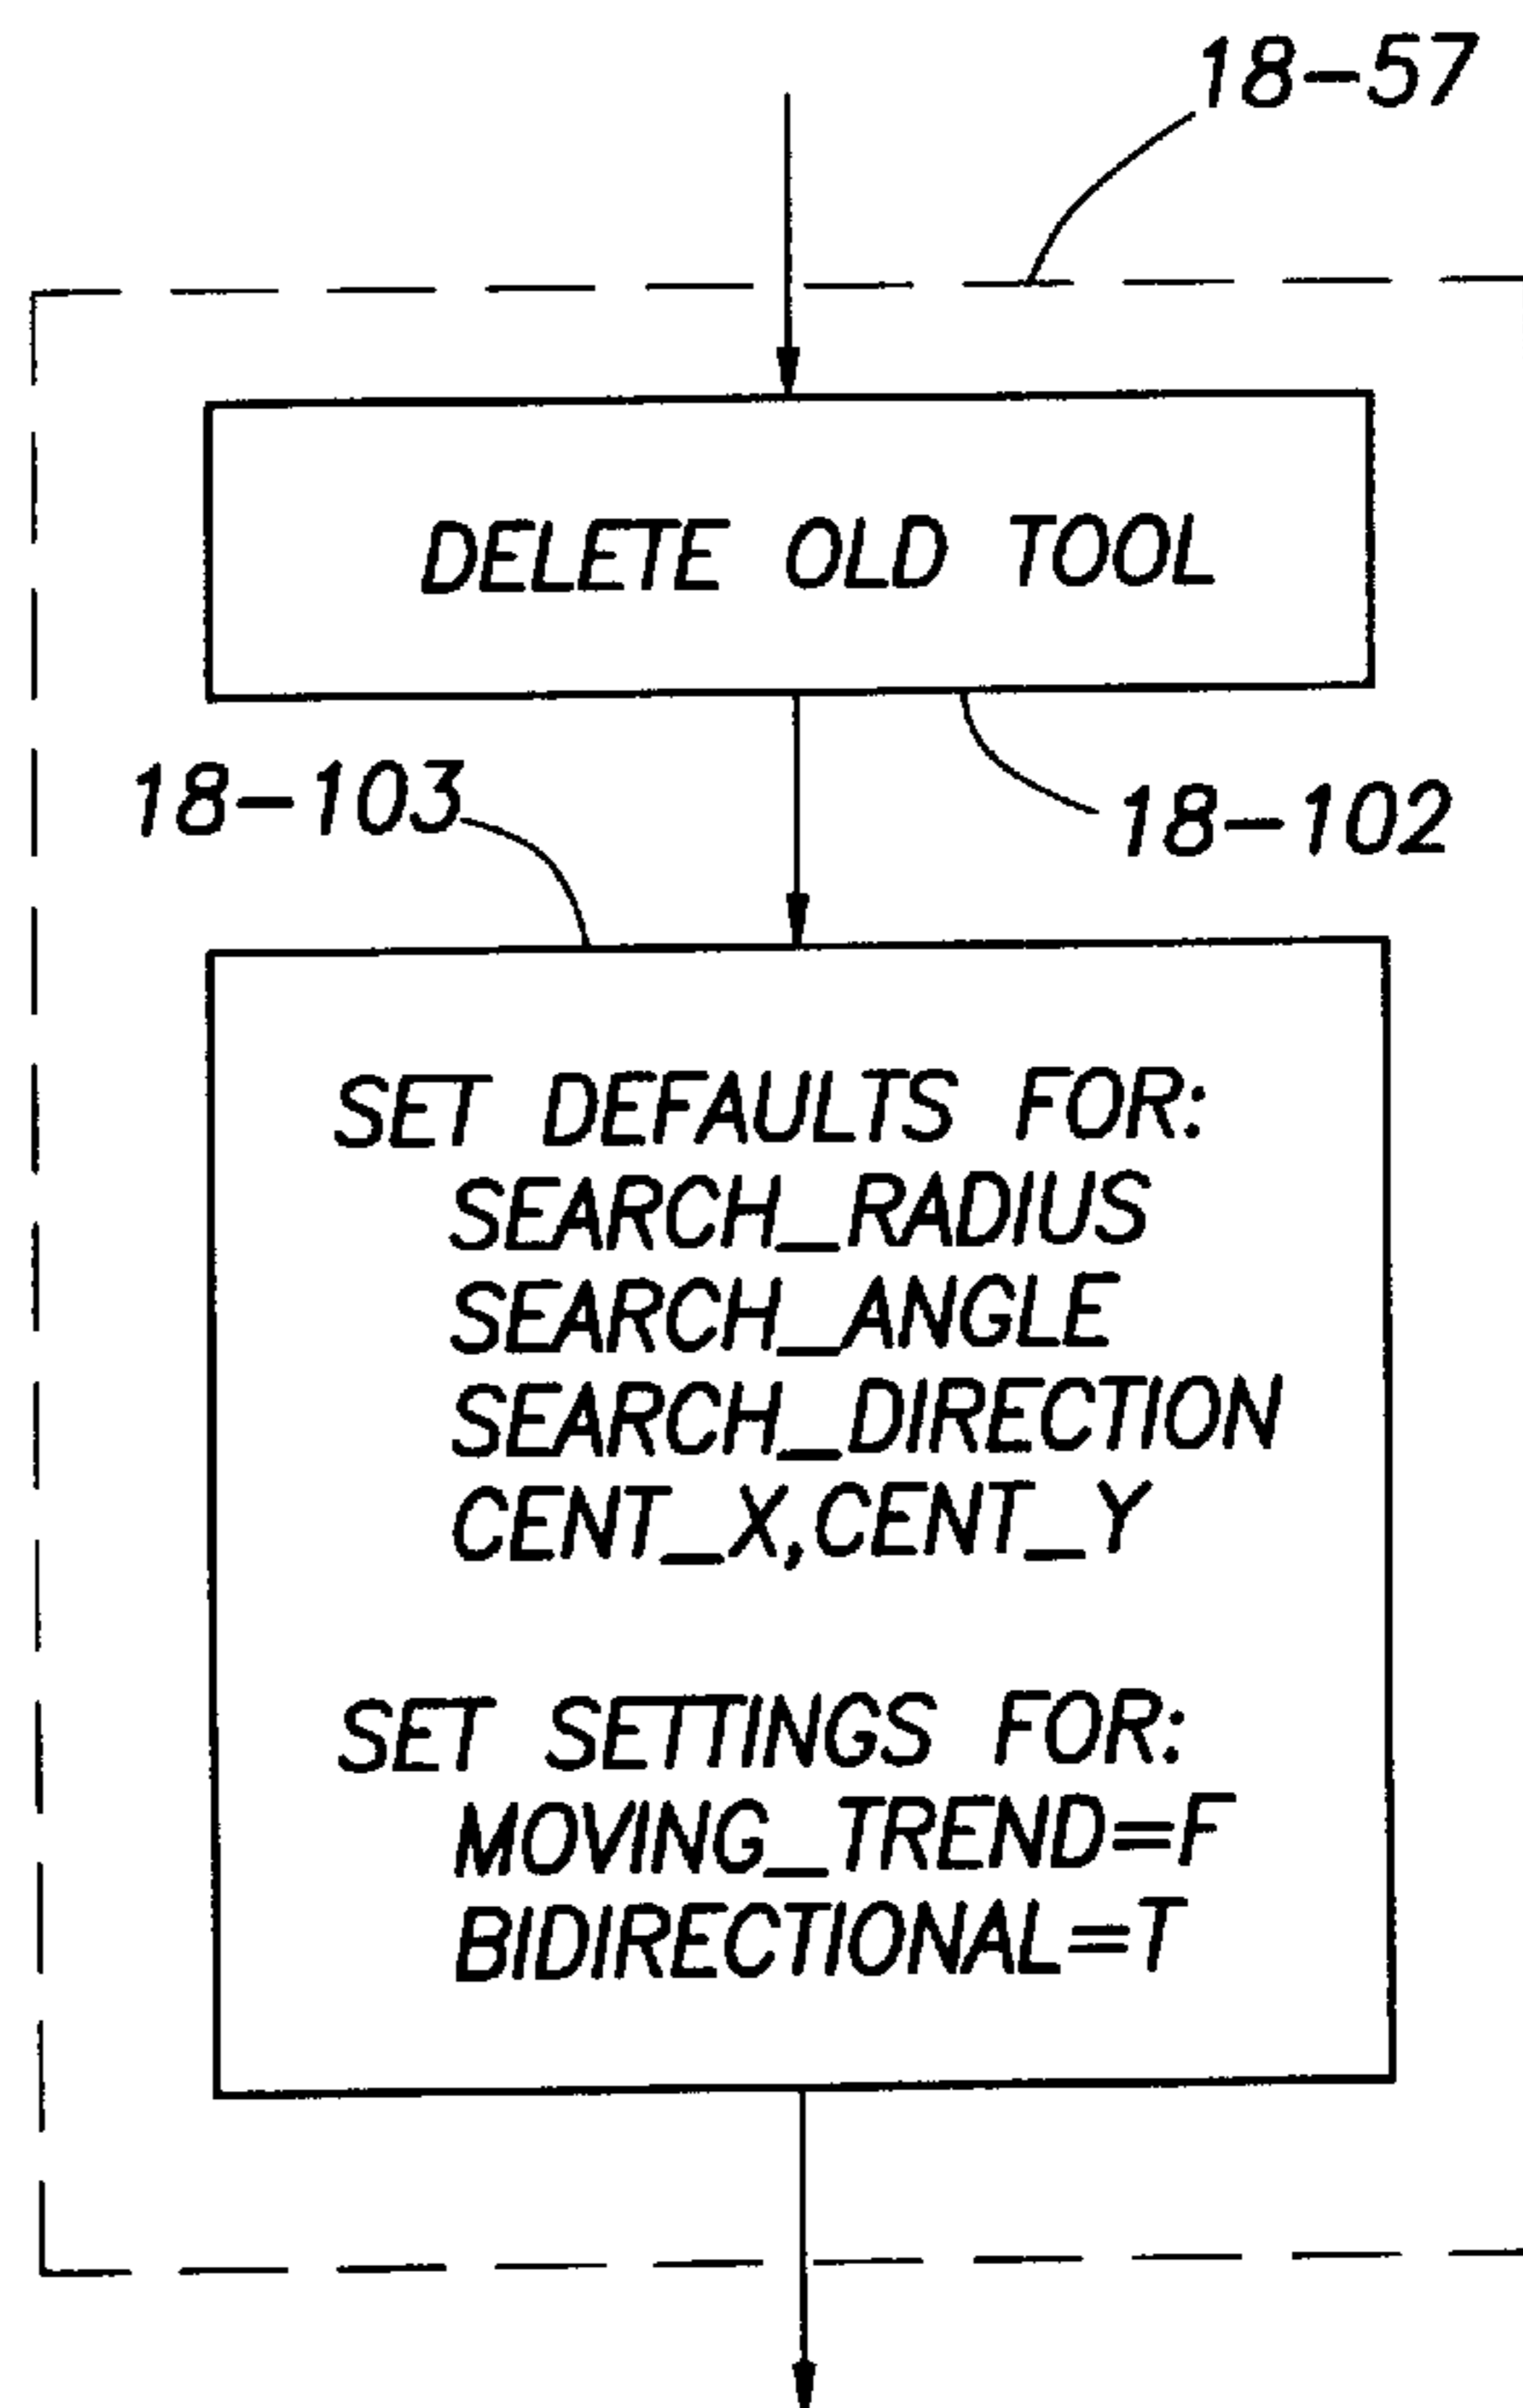 18-57
DELETE OLD TOOL
18-103
18-102
SET DEFAULTS FOR:
SEARCH_RADIUS
SEARCH_ANGLE
SEARCH_DIRECTION
CENT_X,CENT_Y
SET SETTINGS FOR:
MOVING_TREND=F
BIDIRECTIONAL=T